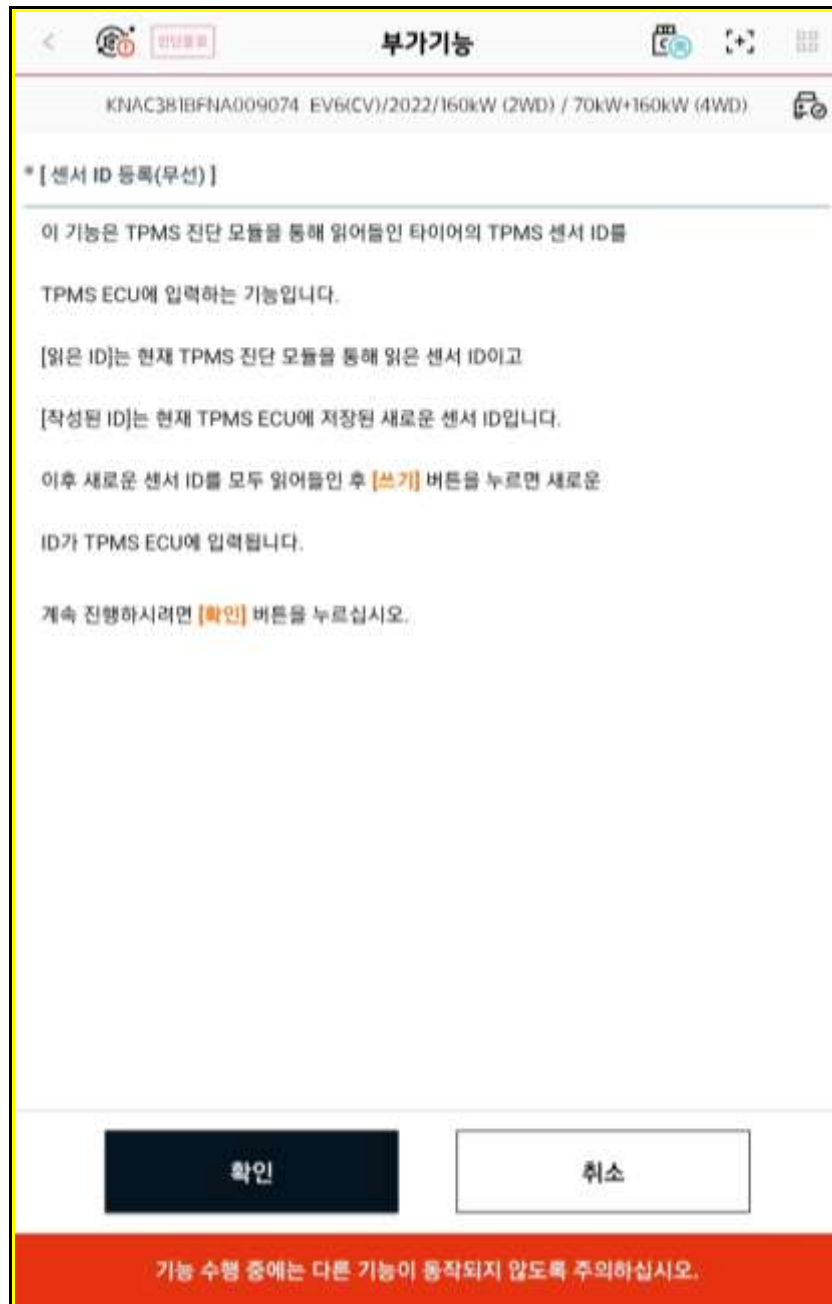 부가기능
KNAC381BFNA009074 EV6(CV)/2022/160kW (2WD) / 70kW+160kW (4WD)
* [ 센서 ID 등록(무선) ]
이 기능은 TPMS 진단 모듈을 통해 읽어들인 타이어의 TPMS 센서 ID를
TPMS ECU에 입력하는 기능입니다.
[읽은 ID]는 현재 TPMS 진단 모듈을 통해 읽은 센서 ID이고
[작성된 ID]는 현재 TPMS ECU에 저장된 새로운 센서 ID입니다.
이후 새로운 센서 ID를 모두 읽어들인 후 [쓰기] 버튼을 누르면 새로운
ID가 TPMS ECU에 입력됩니다.
계속 진행하시려면 [확인] 버튼을 누르십시오.
확인 취소
기능 수행 중에는 다른 기능이 동작되지 않도록 주의하십시오.